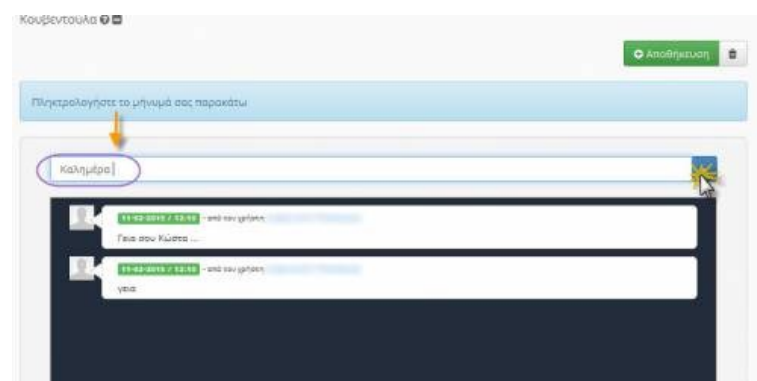 Κουβεντούλα
Αποθήκευση
Πληκτρολογήστε το μήνυμά σας παρακάτω
Καλημέρα
- από τον χρήστη
Γεια σου Κώστα ...
- από τον χρήστη
γεια